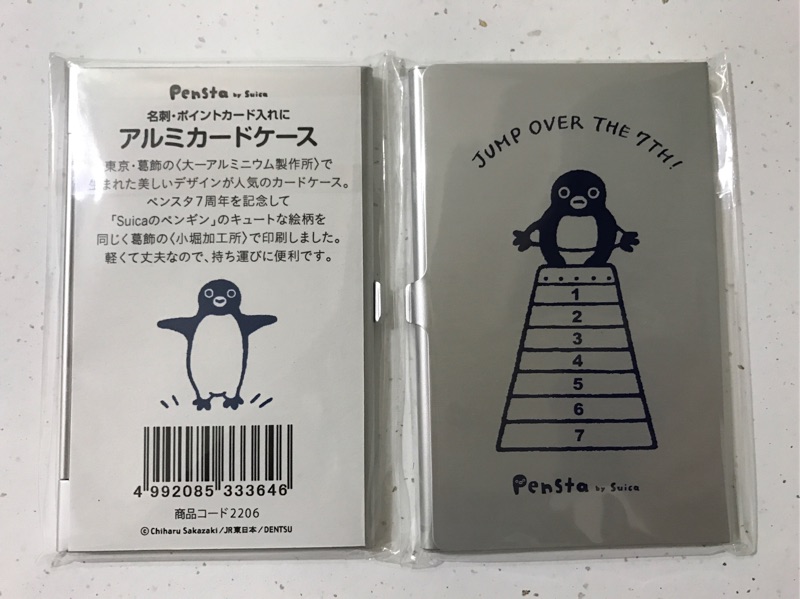 Pensta by Suica
名刺・ポイントカード入れに
アルミカードケース
東京・葛飾の〈大一アルミニウム製作所〉で
生まれた美しいデザインが人気のカードケース。
ペンスタ7周年を記念して
「Suicaのペンギン」のキュートな絵柄を
同じく葛飾の〈小堀加工所〉で印刷しました。
軽くて丈夫なので、持ち運びに便利です。
4 992085 333646
商品コード2206
©Chiharu Sakazaki/JR東日本/DENTSU
JUMP OVER THE 7TH!
1
2
3
4
5
6
7
Pensta by Suica